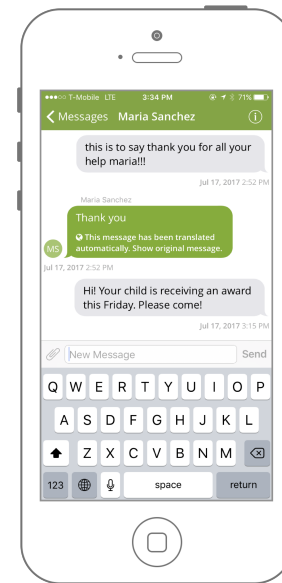 T-Mobile LTE 3:34 PM 71%
Messages Maria Sanchez
this is to say thank you for all your
help maria!!!
Jul 17, 2017 2:52 PM
Maria Sanchez
Thank you
This message has been translated
automatically. Show original message.
MS
Jul 17, 2017 2:52 PM
Hi! Your child is receiving an award
this Friday. Please come!
Jul 17, 2017 3:15 PM
New Message Send
Q W E R T Y U I O P
A S D F G H J K L
Z X C V B N M
123 space return